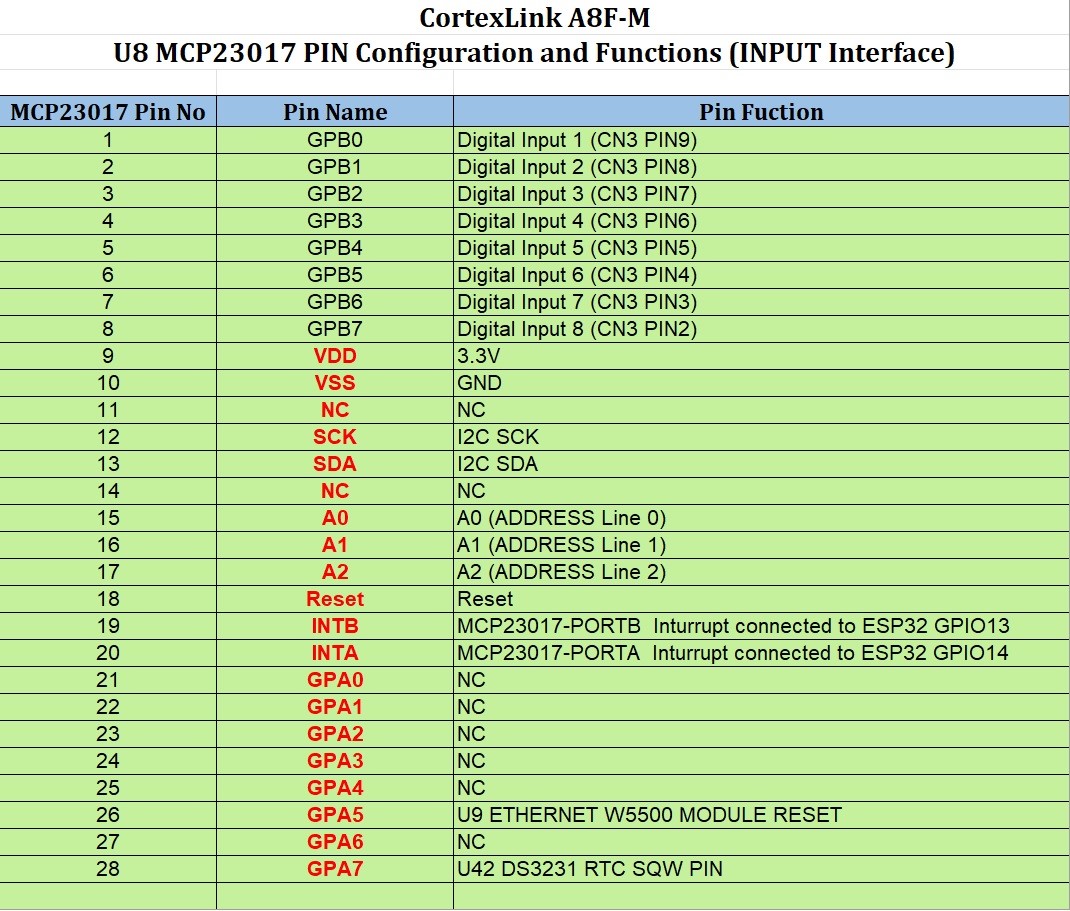 CortexLink A8F-M
U8 MCP23017 PIN Configuration and Functions (INPUT Interface)
MCP23017 Pin No Pin Name Pin Fuction
1 GPB0 Digital Input 1 (CN3 PIN9)
2 GPB1 Digital Input 2 (CN3 PIN8)
3 GPB2 Digital Input 3 (CN3 PIN7)
4 GPB3 Digital Input 4 (CN3 PIN6)
5 GPB4 Digital Input 5 (CN3 PIN5)
6 GPB5 Digital Input 6 (CN3 PIN4)
7 GPB6 Digital Input 7 (CN3 PIN3)
8 GPB7 Digital Input 8 (CN3 PIN2)
9 VDD 3.3V
10 VSS GND
11 NC NC
12 SCK I2C SCK
13 SDA I2C SDA
14 NC NC
15 A0 A0 (ADDRESS Line 0)
16 A1 A1 (ADDRESS Line 1)
17 A2 A2 (ADDRESS Line 2)
18 Reset Reset
19 INTB MCP23017-PORTB Inturrupt connected to ESP32 GPIO13
20 INTA MCP23017-PORTA Inturrupt connected to ESP32 GPIO14
21 GPA0 NC
22 GPA1 NC
23 GPA2 NC
24 GPA3 NC
25 GPA4 NC
26 GPA5 U9 ETHERNET W5500 MODULE RESET
27 GPA6 NC
28 GPA7 U42 DS3231 RTC SQW PIN